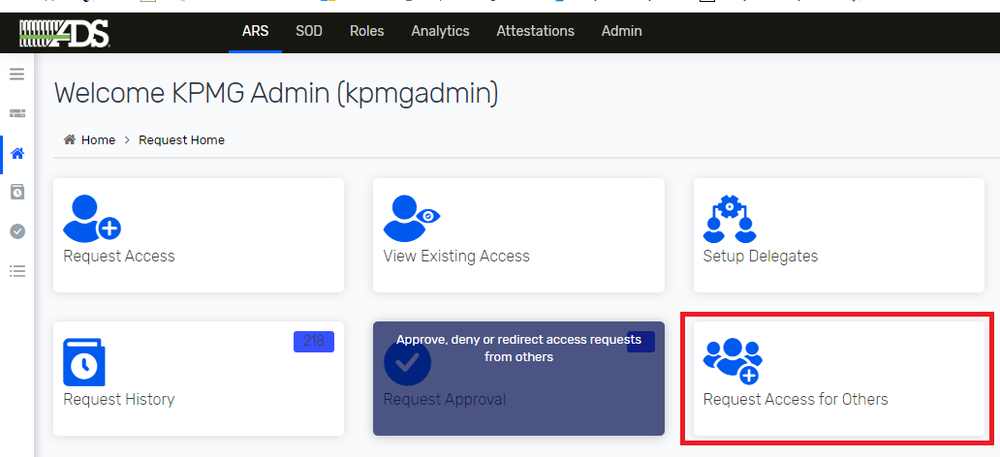 ADS
ARS SOD Roles Analytics Attestations Admin
Welcome KPMG Admin (kpmgadmin)
Home > Request Home
Request Access
View Existing Access
Setup Delegates
218
Request History
Approve, deny or redirect access requests
from others
Request Approval
Request Access for Others